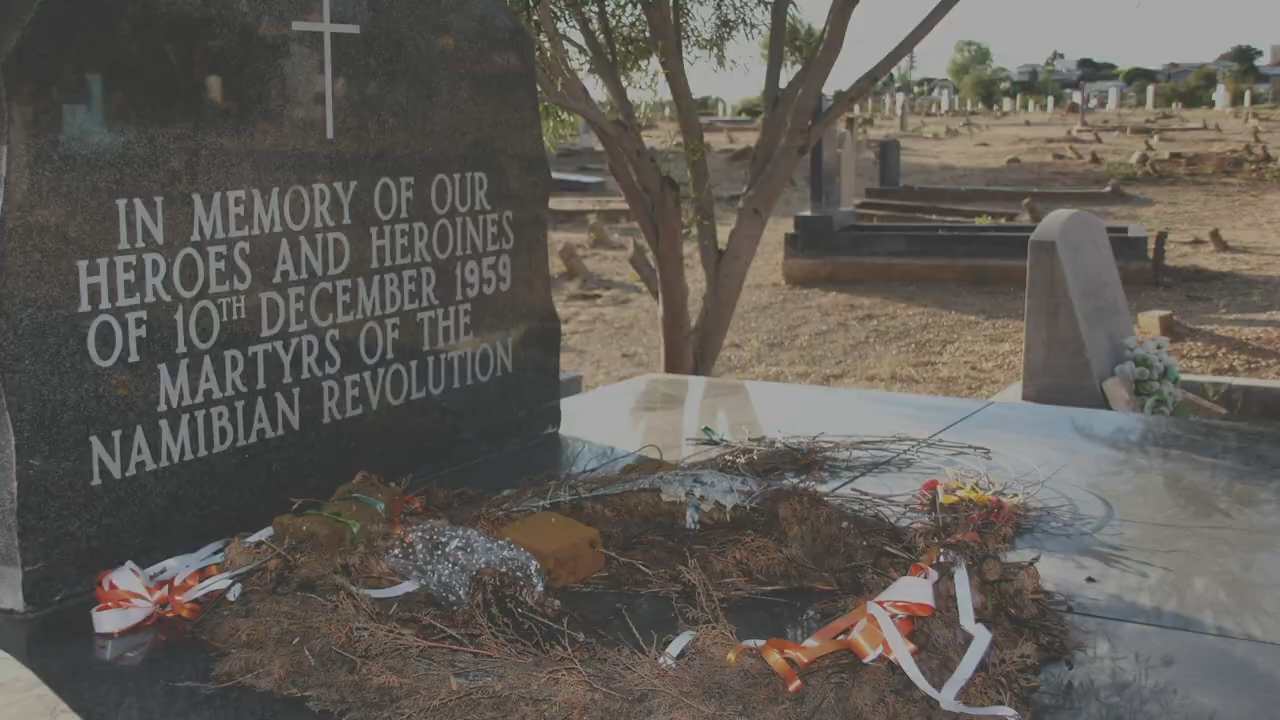 IN MEMORY OF OUR
HEROES AND HEROINES
OF 10TH DECEMBER 1959
MARTYRS OF THE
NAMIBIAN REVOLUTION